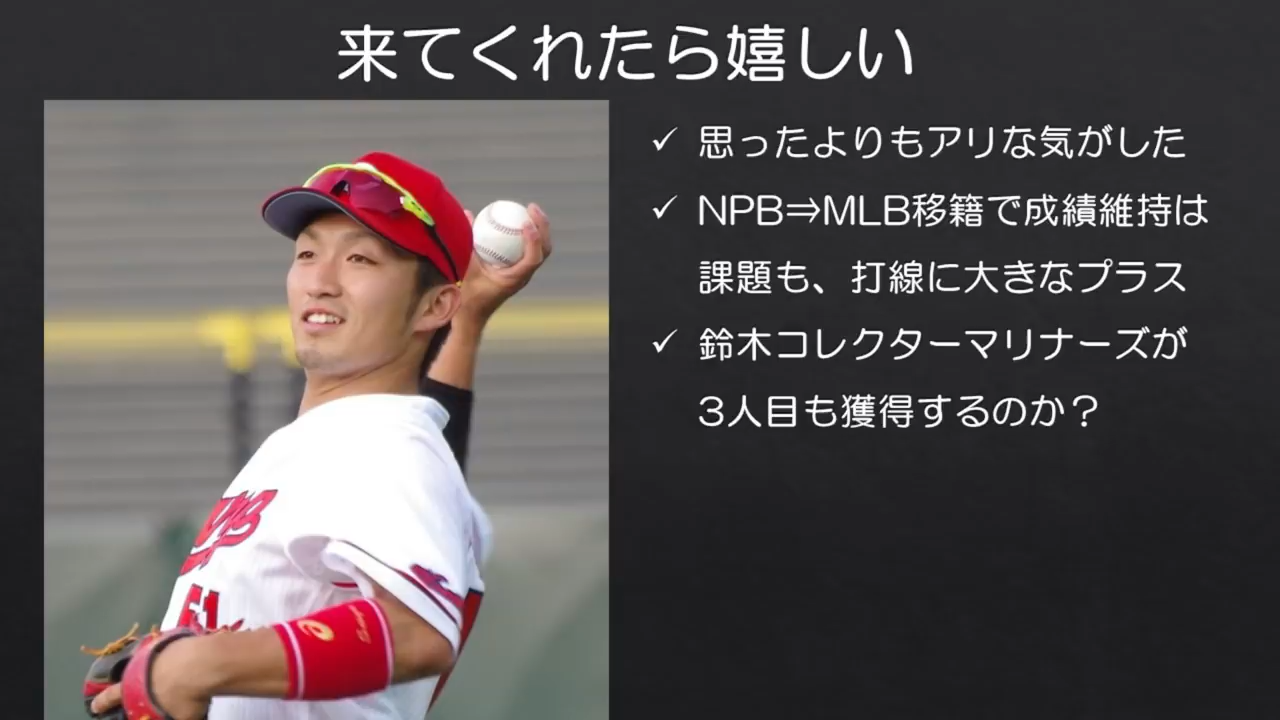 来てくれたら嬉しい
✓ 思ったよりもアリな気がした
✓ NPB⇒MLB移籍で成績維持は
課題も、打線に大きなプラス
✓ 鈴木コレクターマリナーズが
3人目も獲得するのか？
51